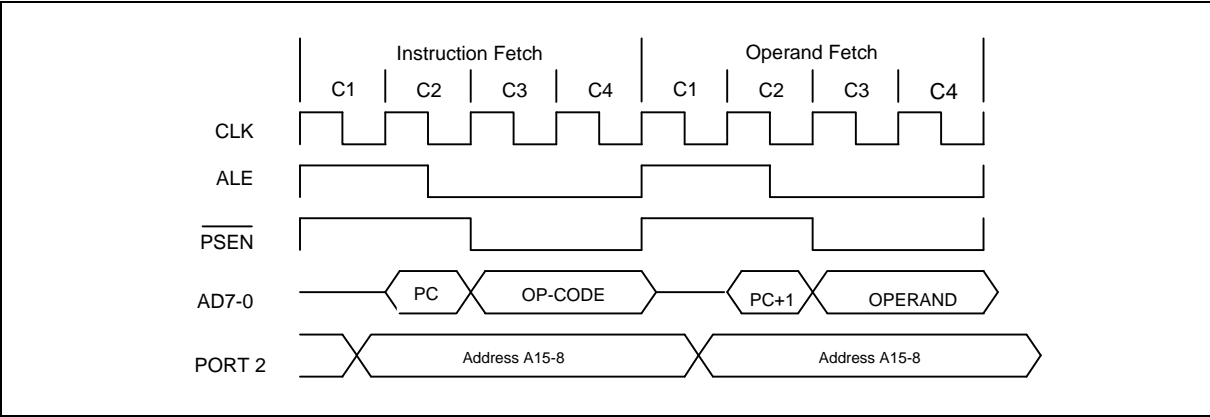 Instruction Fetch Operand Fetch
C1 C2 C3 C4 C1 C2 C3 C4
CLK
ALE
PSEN
AD7-0 PC OP-CODE PC+1 OPERAND
PORT 2 Address A15-8 Address A15-8